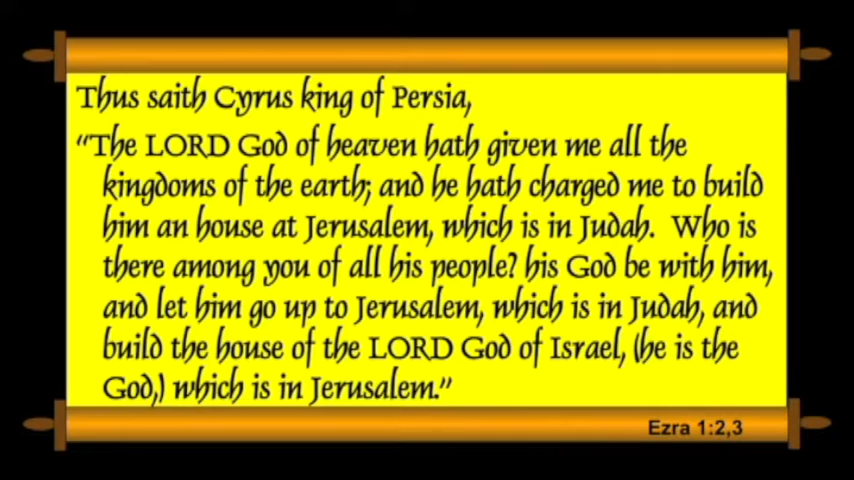 Thus saith Cyrus king of Persia,
“The LORD God of heaven hath given me all the
kingdoms of the earth; and he hath charged me to build
him an house at Jerusalem, which is in Judah.  Who is
there among you of all his people? his God be with him,
and let him go up to Jerusalem, which is in Judah, and
build the house of the LORD God of Israel, (he is the
God,) which is in Jerusalem.”
Ezra 1:2,3